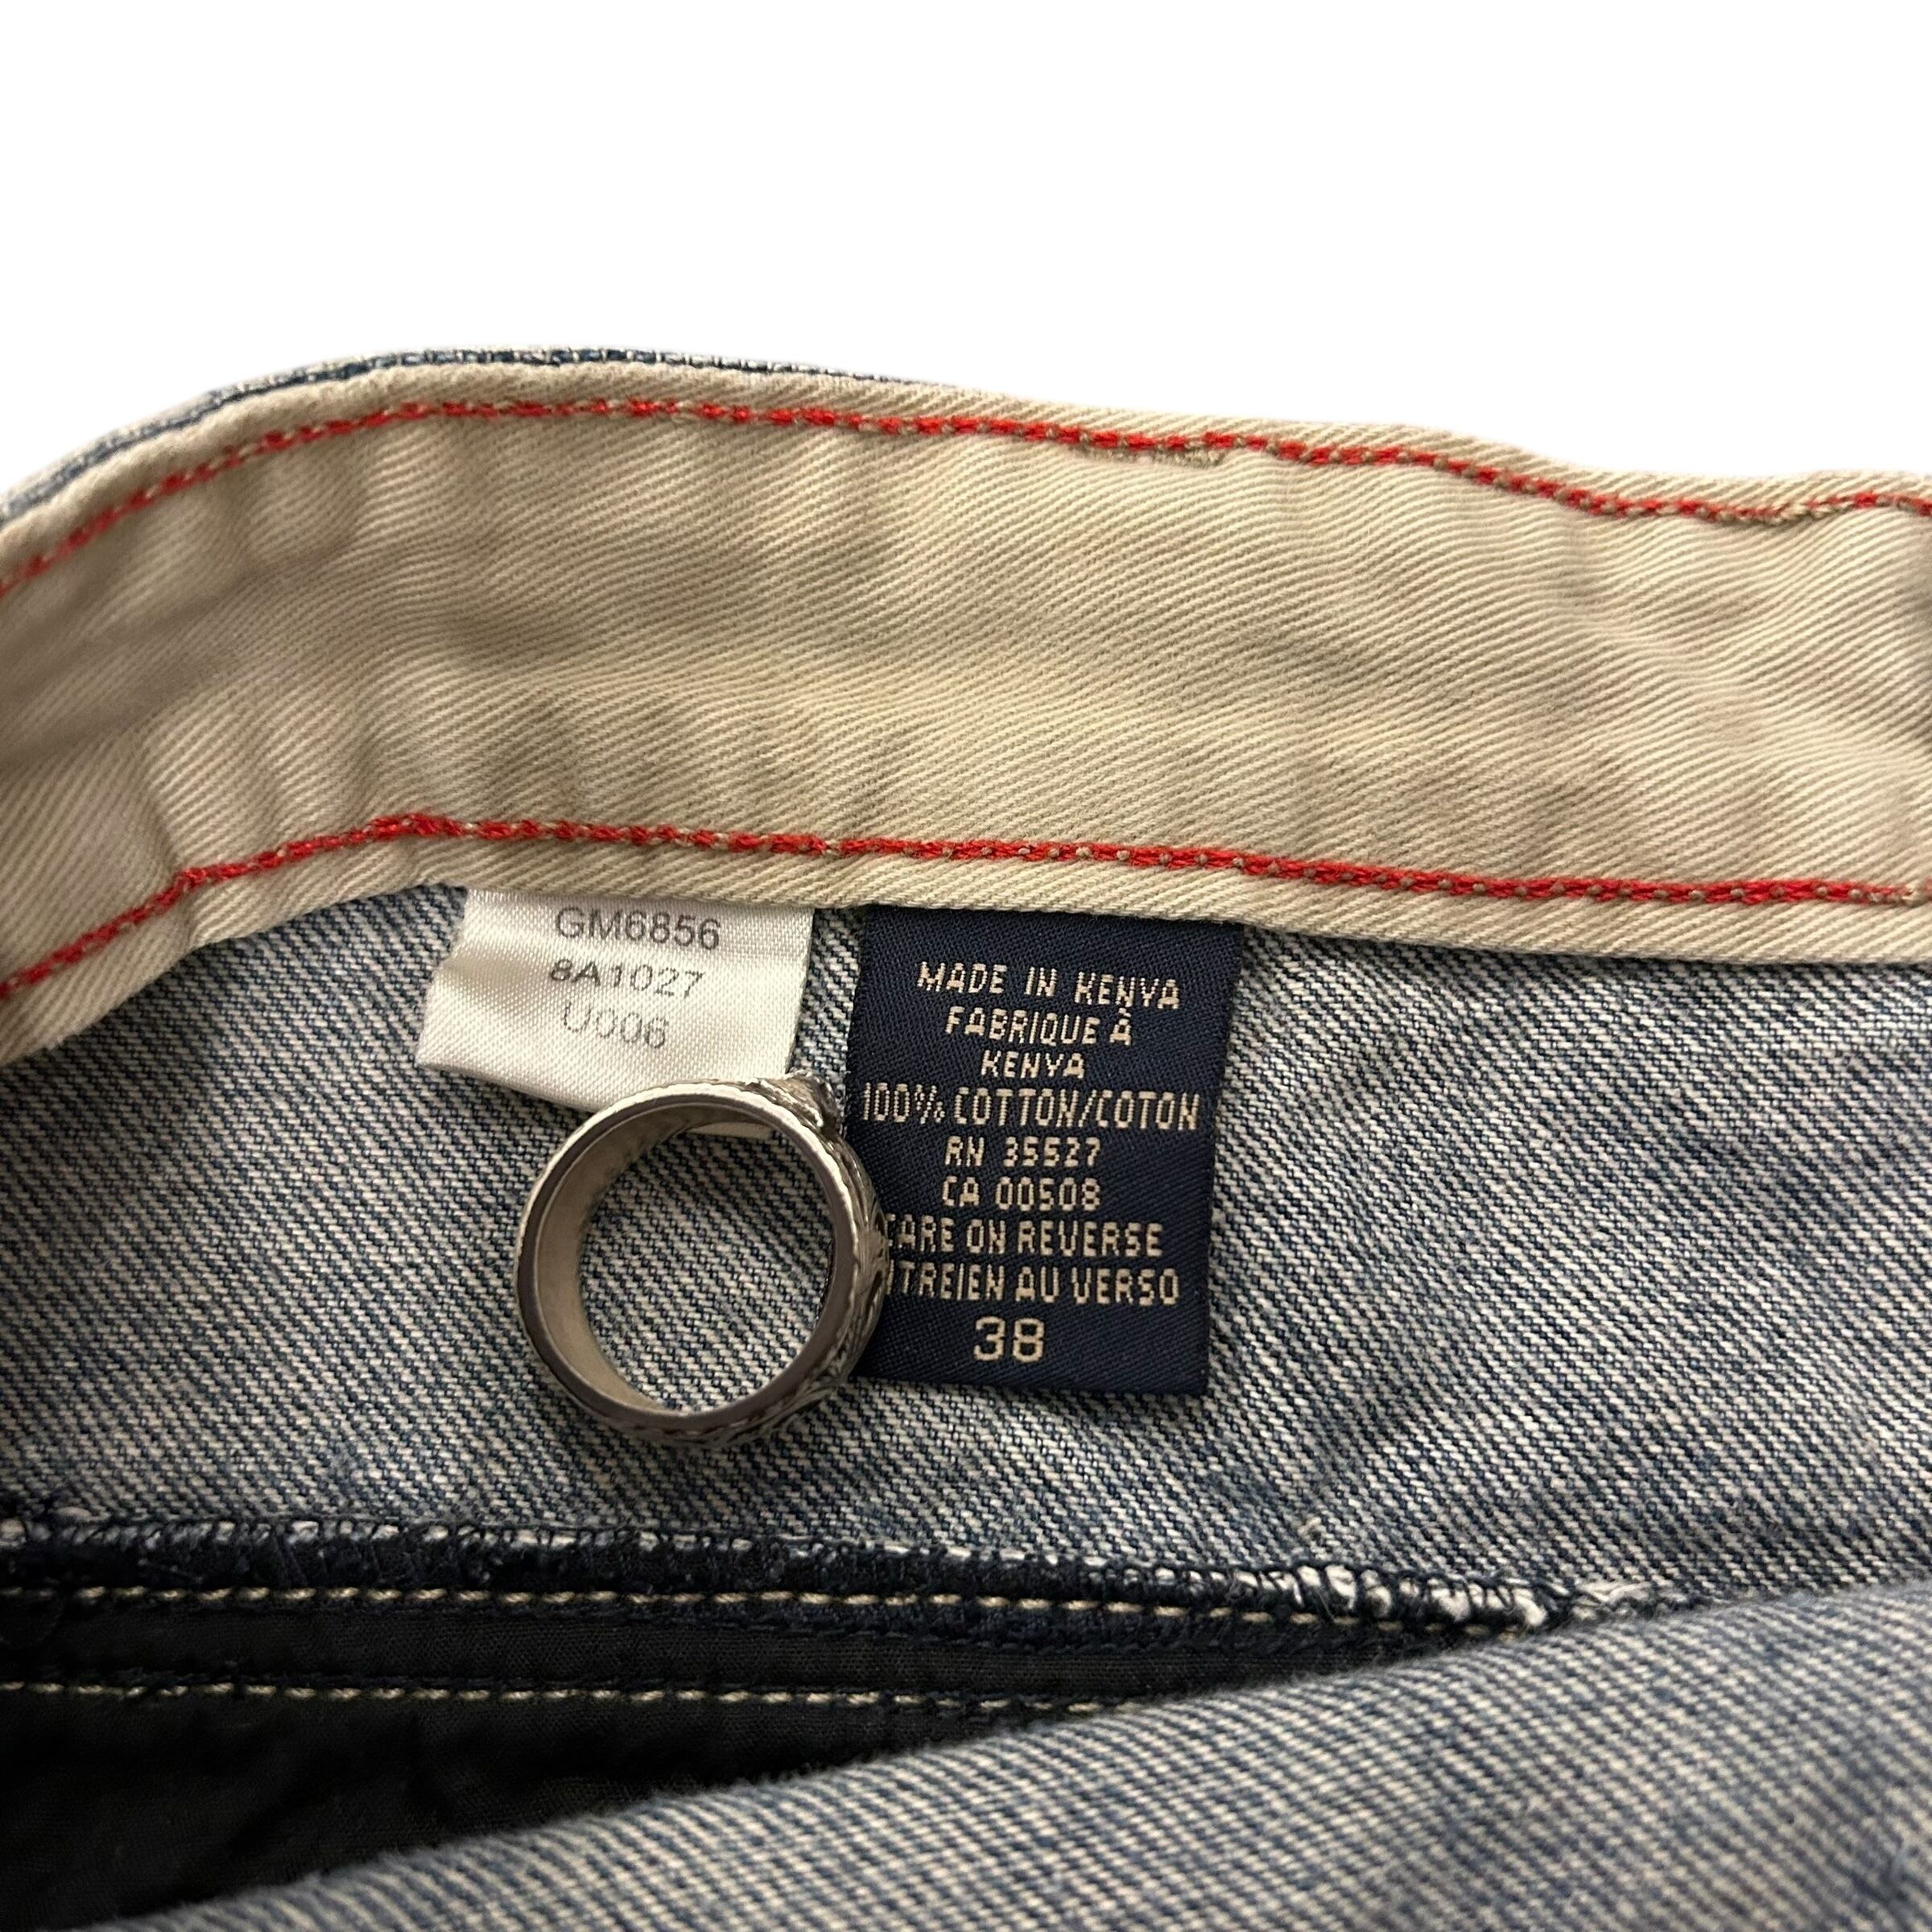 GM6856
8A1027
U006
MADE IN KENYA
FABRIQUE À
KENYA
100% COTTON/COTON
RN 35527
CA 00508
CARE ON REVERSE
TREIEN AU VERSO
38